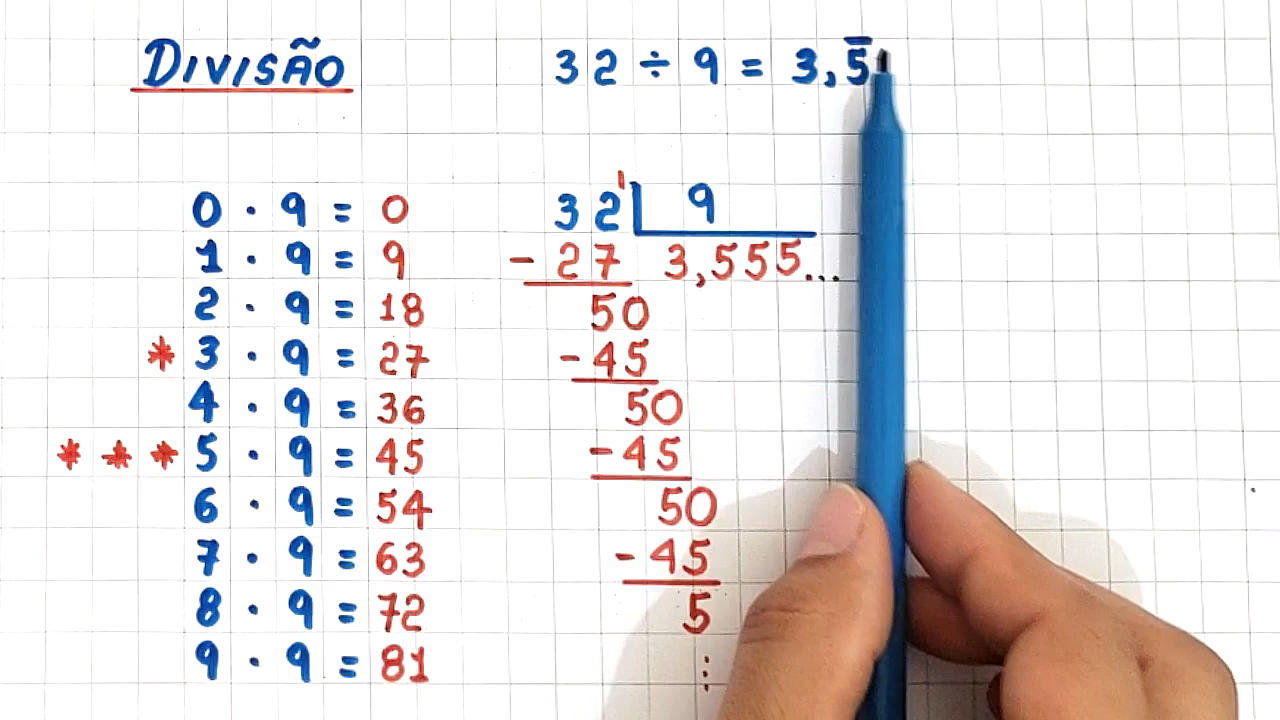 DIVISÃO
32 ÷ 9 = 3,5̅
0 · 9 = 0
1 · 9 = 9
2 · 9 = 18
* 3 · 9 = 27
4 · 9 = 36
* * * 5 · 9 = 45
6 · 9 = 54
7 · 9 = 63
8 · 9 = 72
9 · 9 = 81
32' 9
- 27 3,555...
50
- 45
50
- 45
50
- 45
5
⋮